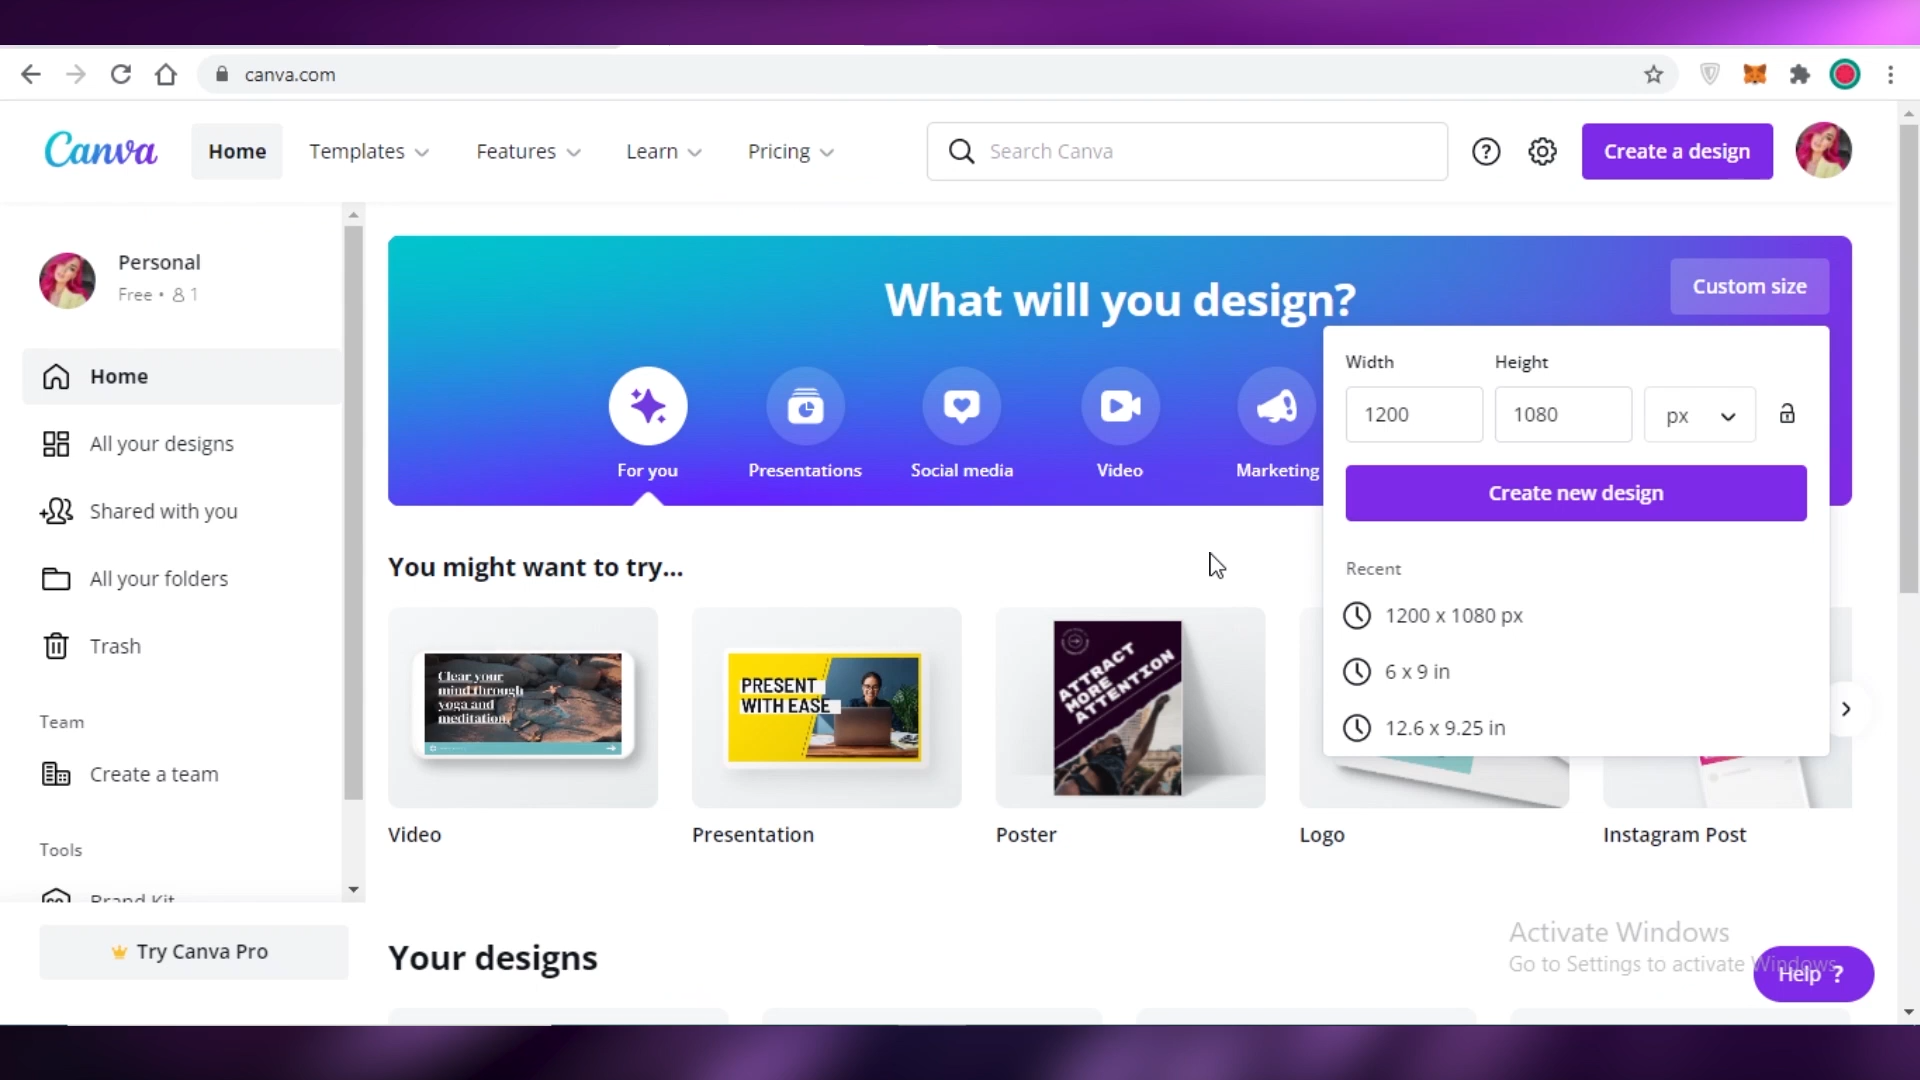 canva.com
Canva
Home
Templates
Features
Learn
Pricing
Search Canva
?
Create a design
Personal
Free • 1
Home
All your designs
Shared with you
All your folders
Trash
Team
Create a team
Tools
Brand Kit
Try Canva Pro
What will you design?
Custom size
For you
Presentations
Social media
Video
Marketing
Width
Height
1200
1080
px
Create new design
Recent
1200 x 1080 px
6 x 9 in
12.6 x 9.25 in
You might want to try...
Clear your
mind through
yoga and
meditation.
PRESENT
WITH EASE
ATTRACT
MORE
ATTENTION
Video
Presentation
Poster
Logo
Instagram Post
Your designs
Activate Windows
Go to Settings to activate Windows.
Help ?